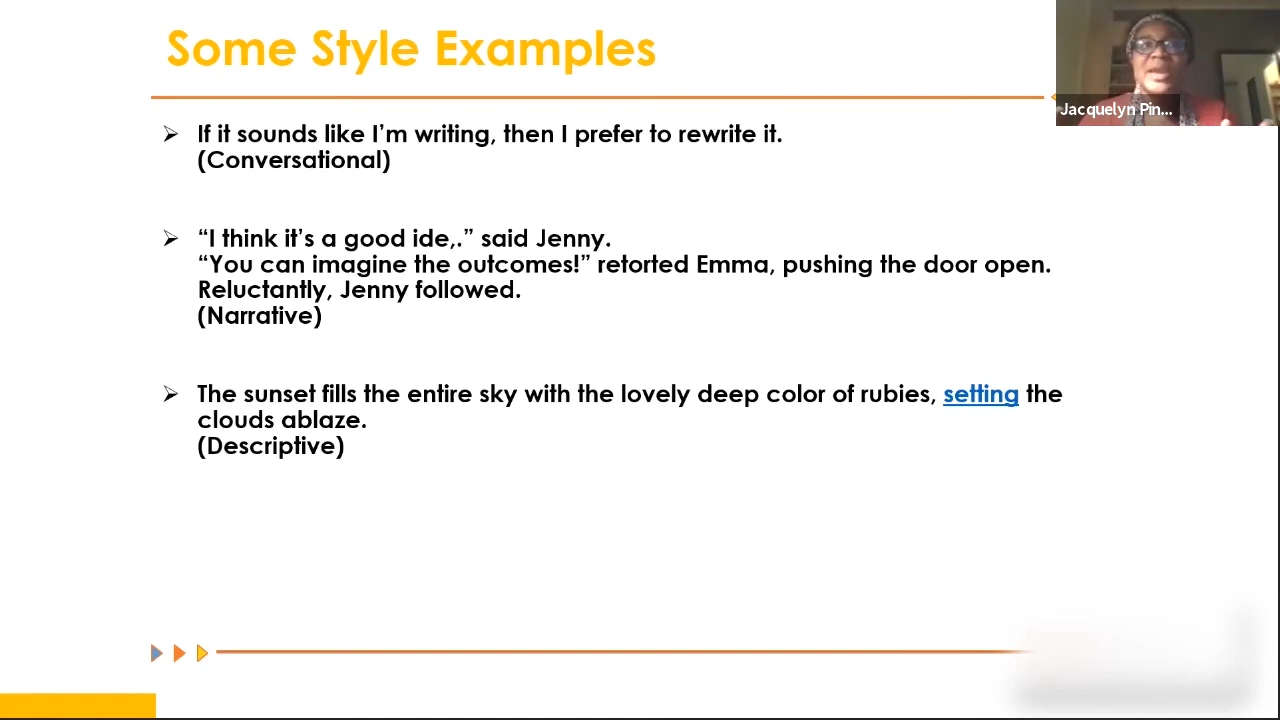 Some Style Examples
Jacquelyn Pin...
If it sounds like I’m writing, then I prefer to rewrite it.
(Conversational)
“I think it’s a good ide,.” said Jenny.
“You can imagine the outcomes!” retorted Emma, pushing the door open.
Reluctantly, Jenny followed.
(Narrative)
The sunset fills the entire sky with the lovely deep color of rubies, setting the
clouds ablaze.
(Descriptive)